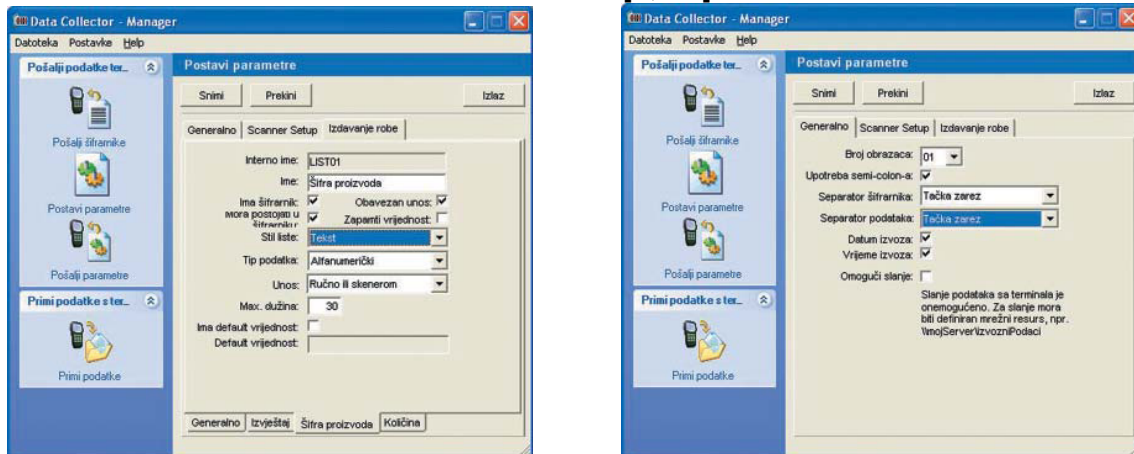 Data Collector - Manager
Datoteka Postavke Help
Pošalji podatke ter...
Pošalji šifrarnike
Postavi parametre
Pošalji parametre
Primi podatke s ter...
Primi podatke
Postavi parametre
Snimi Prekini Izlaz
Generalno Scanner Setup Izdavanje robe
Interno ime: LIST01
Ime: Šifra proizvoda
Ima šifrarnik: Obavezan unos:
Mora postojati u
šifrarniku: Zapamti vrijednost:
Stil liste: Tekst
Tip podatka: Alfanumerički
Unos: Ručno ili skenerom
Max. dužina: 30
Ima default vrijednost:
Default vrijednost:
Generalno Izvještaj Šifra proizvoda Količina
Data Collector - Manager
Datoteka Postavke Help
Pošalji podatke ter...
Pošalji šifrarnike
Postavi parametre
Pošalji parametre
Primi podatke s ter...
Primi podatke
Postavi parametre
Snimi Prekini Izlaz
Generalno Scanner Setup Izdavanje robe
Broj obrazaca: 01
Upotreba semi-colon-a:
Separator šifrarnika: Tačka zarez
Separator podataka: Tačka zarez
Datum izvoza:
Vrijeme izvoza:
Omogući slanje:
Slanje podataka sa terminala je
onemogućeno. Za slanje mora
biti definiran mrežni resurs, npr.
\\mojServer\IzvozniPodaci